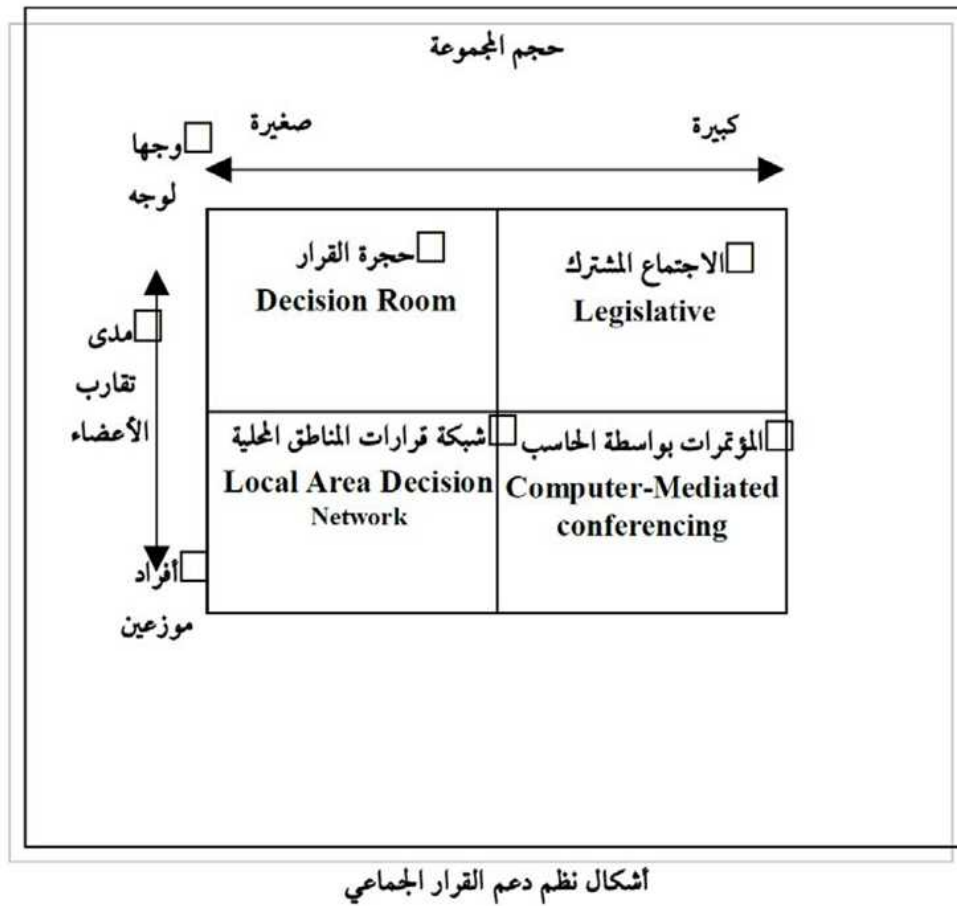 حجم المجموعة
كبيرة
صغيرة
وجها
لوجه
حجرة القرار
Decision Room
الاجتماع المشترك
Legislative
مدى
تقارب
الأعضاء
شبكة قرارات المناطق المحلية
Local Area Decision
Network
المؤتمرات بواسطة الحاسب
Computer-Mediated
conferencing
أفراد
موزعين
أشكال نظم دعم القرار الجماعي